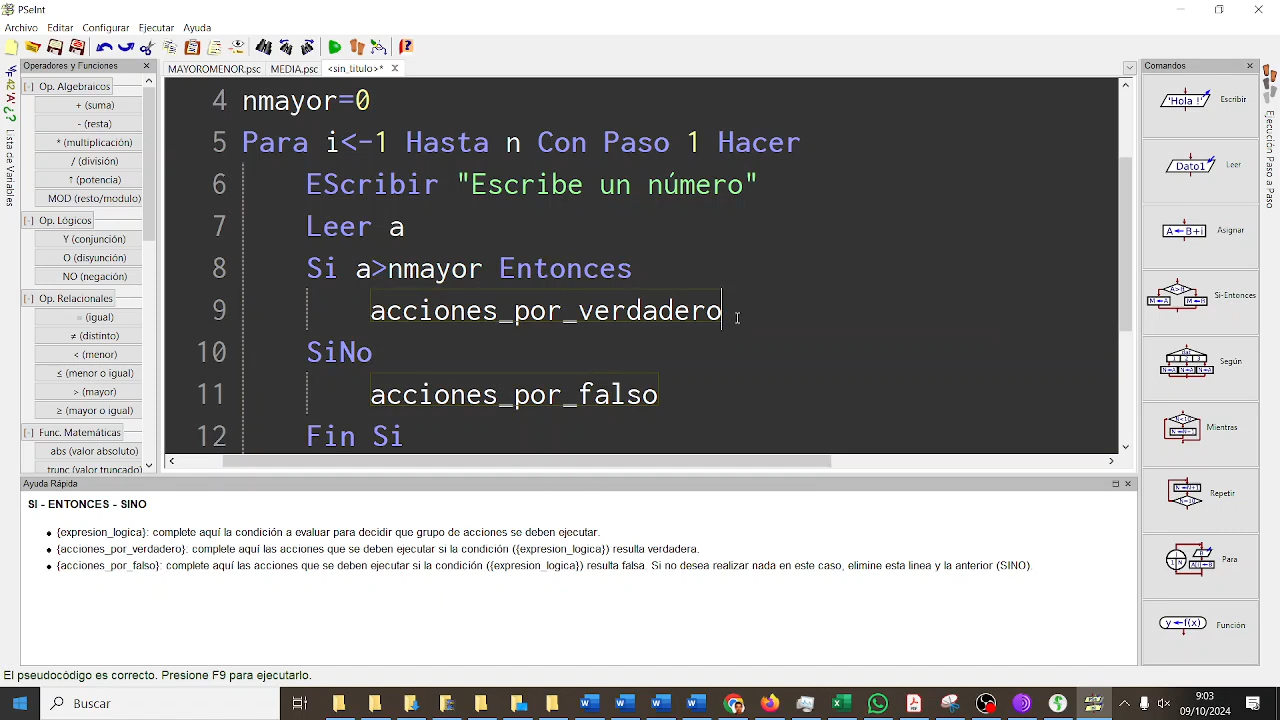 PSeInt
Archivo Editar Configurar Ejecutar Ayuda
Operadores y Funciones
MAYOROMENOR.psc MEDIA.psc <sin_titulo>*
Comandos
Op. Algebraicos
+ (suma)
- (resta)
* (multiplicación)
/ (división)
↑ (potencia)
MOD (resto/modulo)
Op. Lógicos
Y (conjunción)
O (disyunción)
NO (negación)
Op. Relacionales
= (igual)
≠ (distinto)
< (menor)
≤ (menor o igual)
> (mayor)
≥ (mayor o igual)
Func. Matemáticas
abs (valor absoluto)
trunc (valor truncado)
Lista de Variables
4 nmayor=0
5 Para i<-1 Hasta n Con Paso 1 Hacer
6 EScribir "Escribe un número"
7 Leer a
8 Si a>nmayor Entonces
9 acciones_por_verdadero
10 SiNo
11 acciones_por_falso
12 Fin Si
'Hola !' Escribir
Dato1 Leer
A←B+i Asignar
Si-Entonces
Según
Mientras
Repetir
Para
y←f(x) Función
Ejecución Paso a Paso
Ayuda Rápida
SI - ENTONCES - SINO
{expresion_logica}: complete aquí la condición a evaluar para decidir que grupo de acciones se deben ejecutar.
{acciones_por_verdadero}: complete aquí las acciones que se deben ejecutar si la condición ({expresion_logica}) resulta verdadera.
{acciones_por_falso}: complete aquí las acciones que se deben ejecutar si la condición ({expresion_logica}) resulta falsa. Si no desea realizar nada en este caso, elimine esta linea y la anterior (SINO).
El pseudocódigo es correcto. Presione F9 para ejecutarlo.
Buscar
9:03
09/10/2024